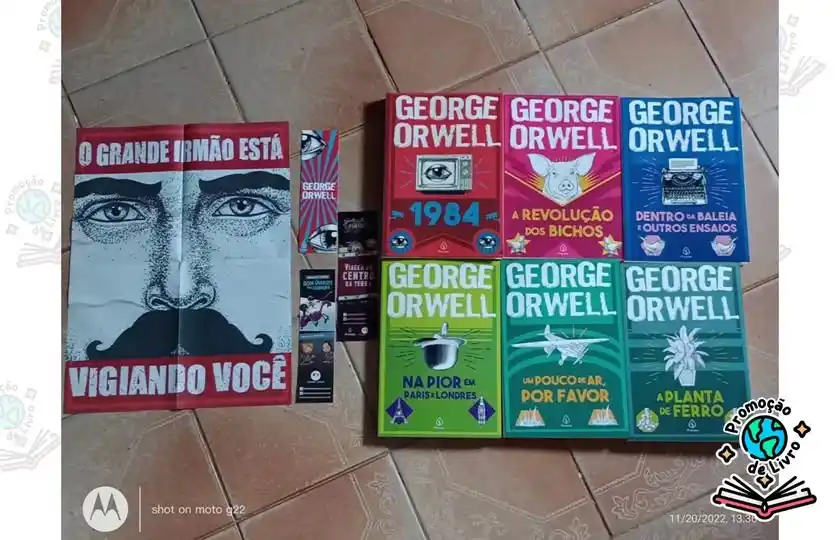 O GRANDE IRMÃO ESTÁ
VIGIANDO VOCÊ
GEORGE
ORWELL
VIAGEM AO
CENTRO
DA TERRA
GEORGE
ORWELL
1984
GEORGE
ORWELL
A REVOLUÇÃO
DOS BICHOS
GEORGE
ORWELL
DENTRO DA BALEIA
E OUTROS ENSAIOS
GEORGE
ORWELL
NA PIOR EM
PARIS E LONDRES
GEORGE
ORWELL
UM POUCO DE AR,
POR FAVOR
GEORGE
ORWELL
A PLANTA
DE FERRO
Promoção
de Livro
shot on moto g22
11/20/2022, 13:36